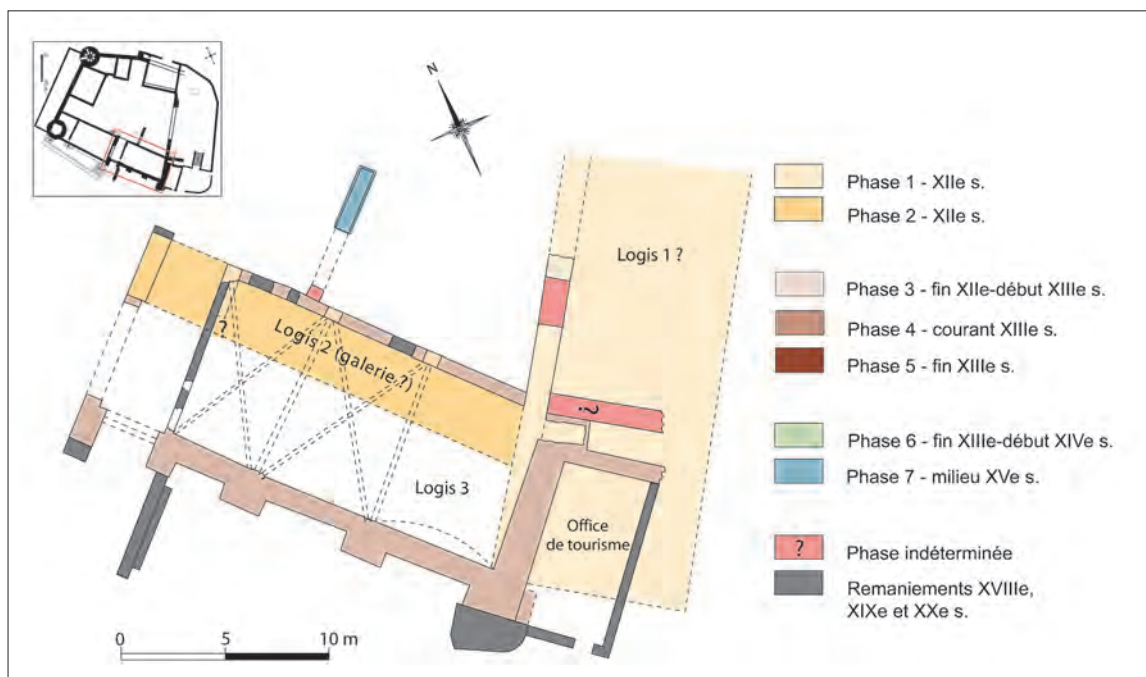 N
Phase 1 - XIIe s.
Phase 2 - XIIe s.
Phase 3 - fin XIIe-début XIIIe s.
Phase 4 - courant XIIIe s.
Phase 5 - fin XIIIe s.
Phase 6 - fin XIIIe-début XIVe s.
Phase 7 - milieu XVe s.
?
Phase indéterminée
Remaniements XVIIIe,
XIXe et XXe s.
Logis 1 ?
?
Logis 2 (galerie ?)
?
Logis 3
Office
de tourisme
0
5
10 m